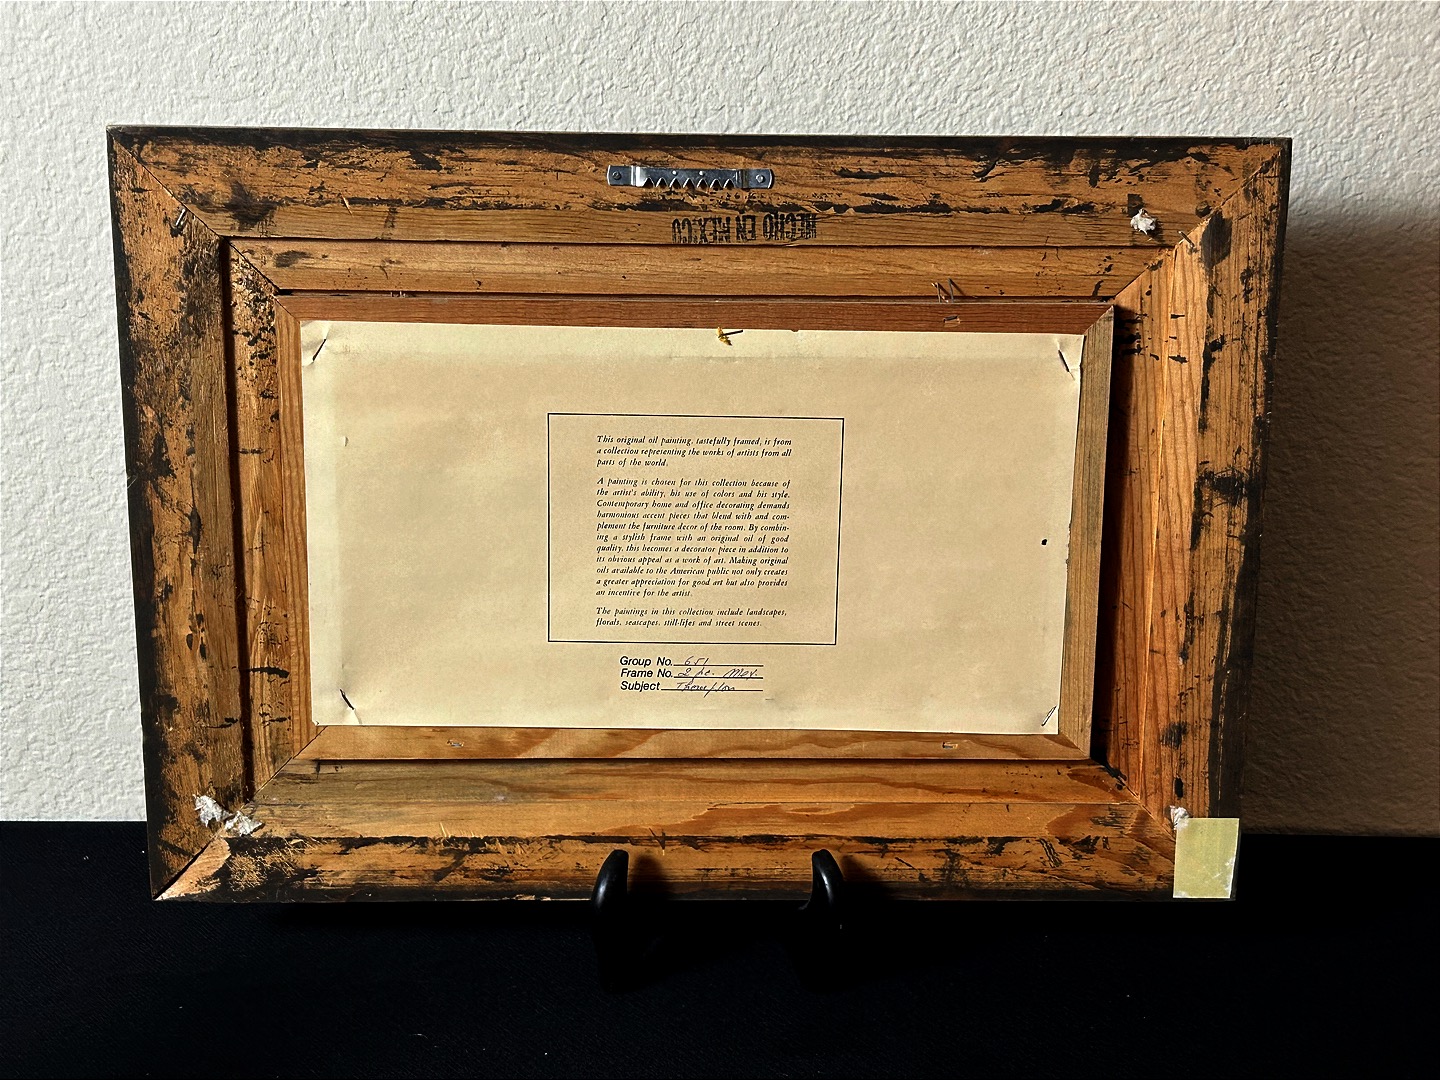 HECHO EN MEXICO
This original oil painting, tastefully framed, is from
a collection representing the works of artists from all
parts of the world.
A painting is chosen for this collection because of
the artist's ability, his use of colors and his style.
Contemporary home and office decorating demands
harmonious accent pieces that blend with and com-
plement the furniture decor of the room. By combin-
ing a stylish frame with an original oil of good
quality, this becomes a decorator piece in addition to
its obvious appeal as a work of art. Making original
oils available to the American public not only creates
a greater appreciation for good art but also provides
an incentive for the artist.
The paintings in this collection include landscapes,
florals, seascapes, still-lifes and street scenes.
Group No. 651
Frame No. 2 pc. Mex.
Subject Thompson